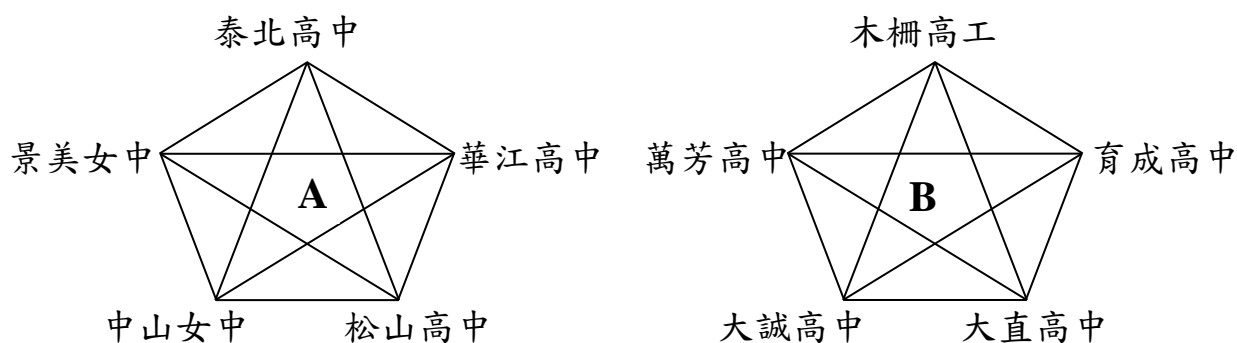 泰北高中
景美女中
華江高中
A
中山女中
松山高中
木柵高工
萬芳高中
育成高中
B
大誠高中
大直高中